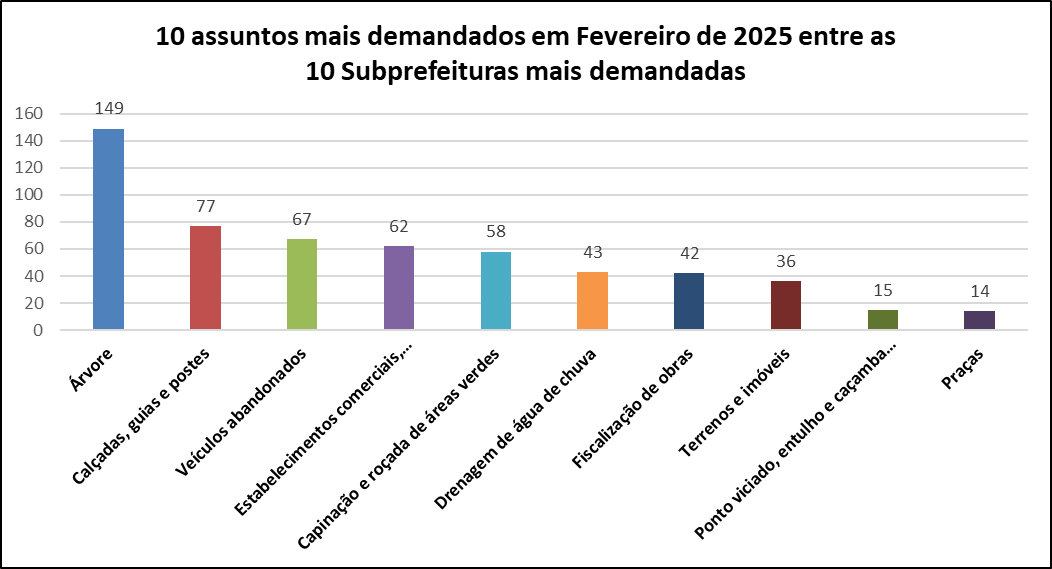 10 assuntos mais demandados em Fevereiro de 2025 entre as
10 Subprefeituras mais demandadas
160
140
120
100
80
60
40
20
0
149
77
67
62
58
43
42
36
15
14
Árvore
Calçadas, guias e postes
Veículos abandonados
Estabelecimentos comerciais,...
Capinação e roçada de áreas verdes
Drenagem de água de chuva
Fiscalização de obras
Terrenos e imóveis
Ponto viciado, entulho e caçamba...
Praças